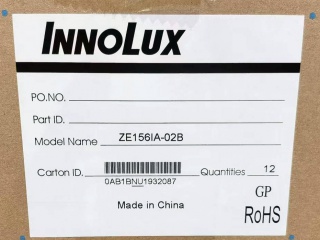 INNOLUX
PO.NO.
Part ID.
Model Name ZE156IA-02B
Carton ID. 0AB1BNU1932087 Quantities 12
GP
Made in China RoHS